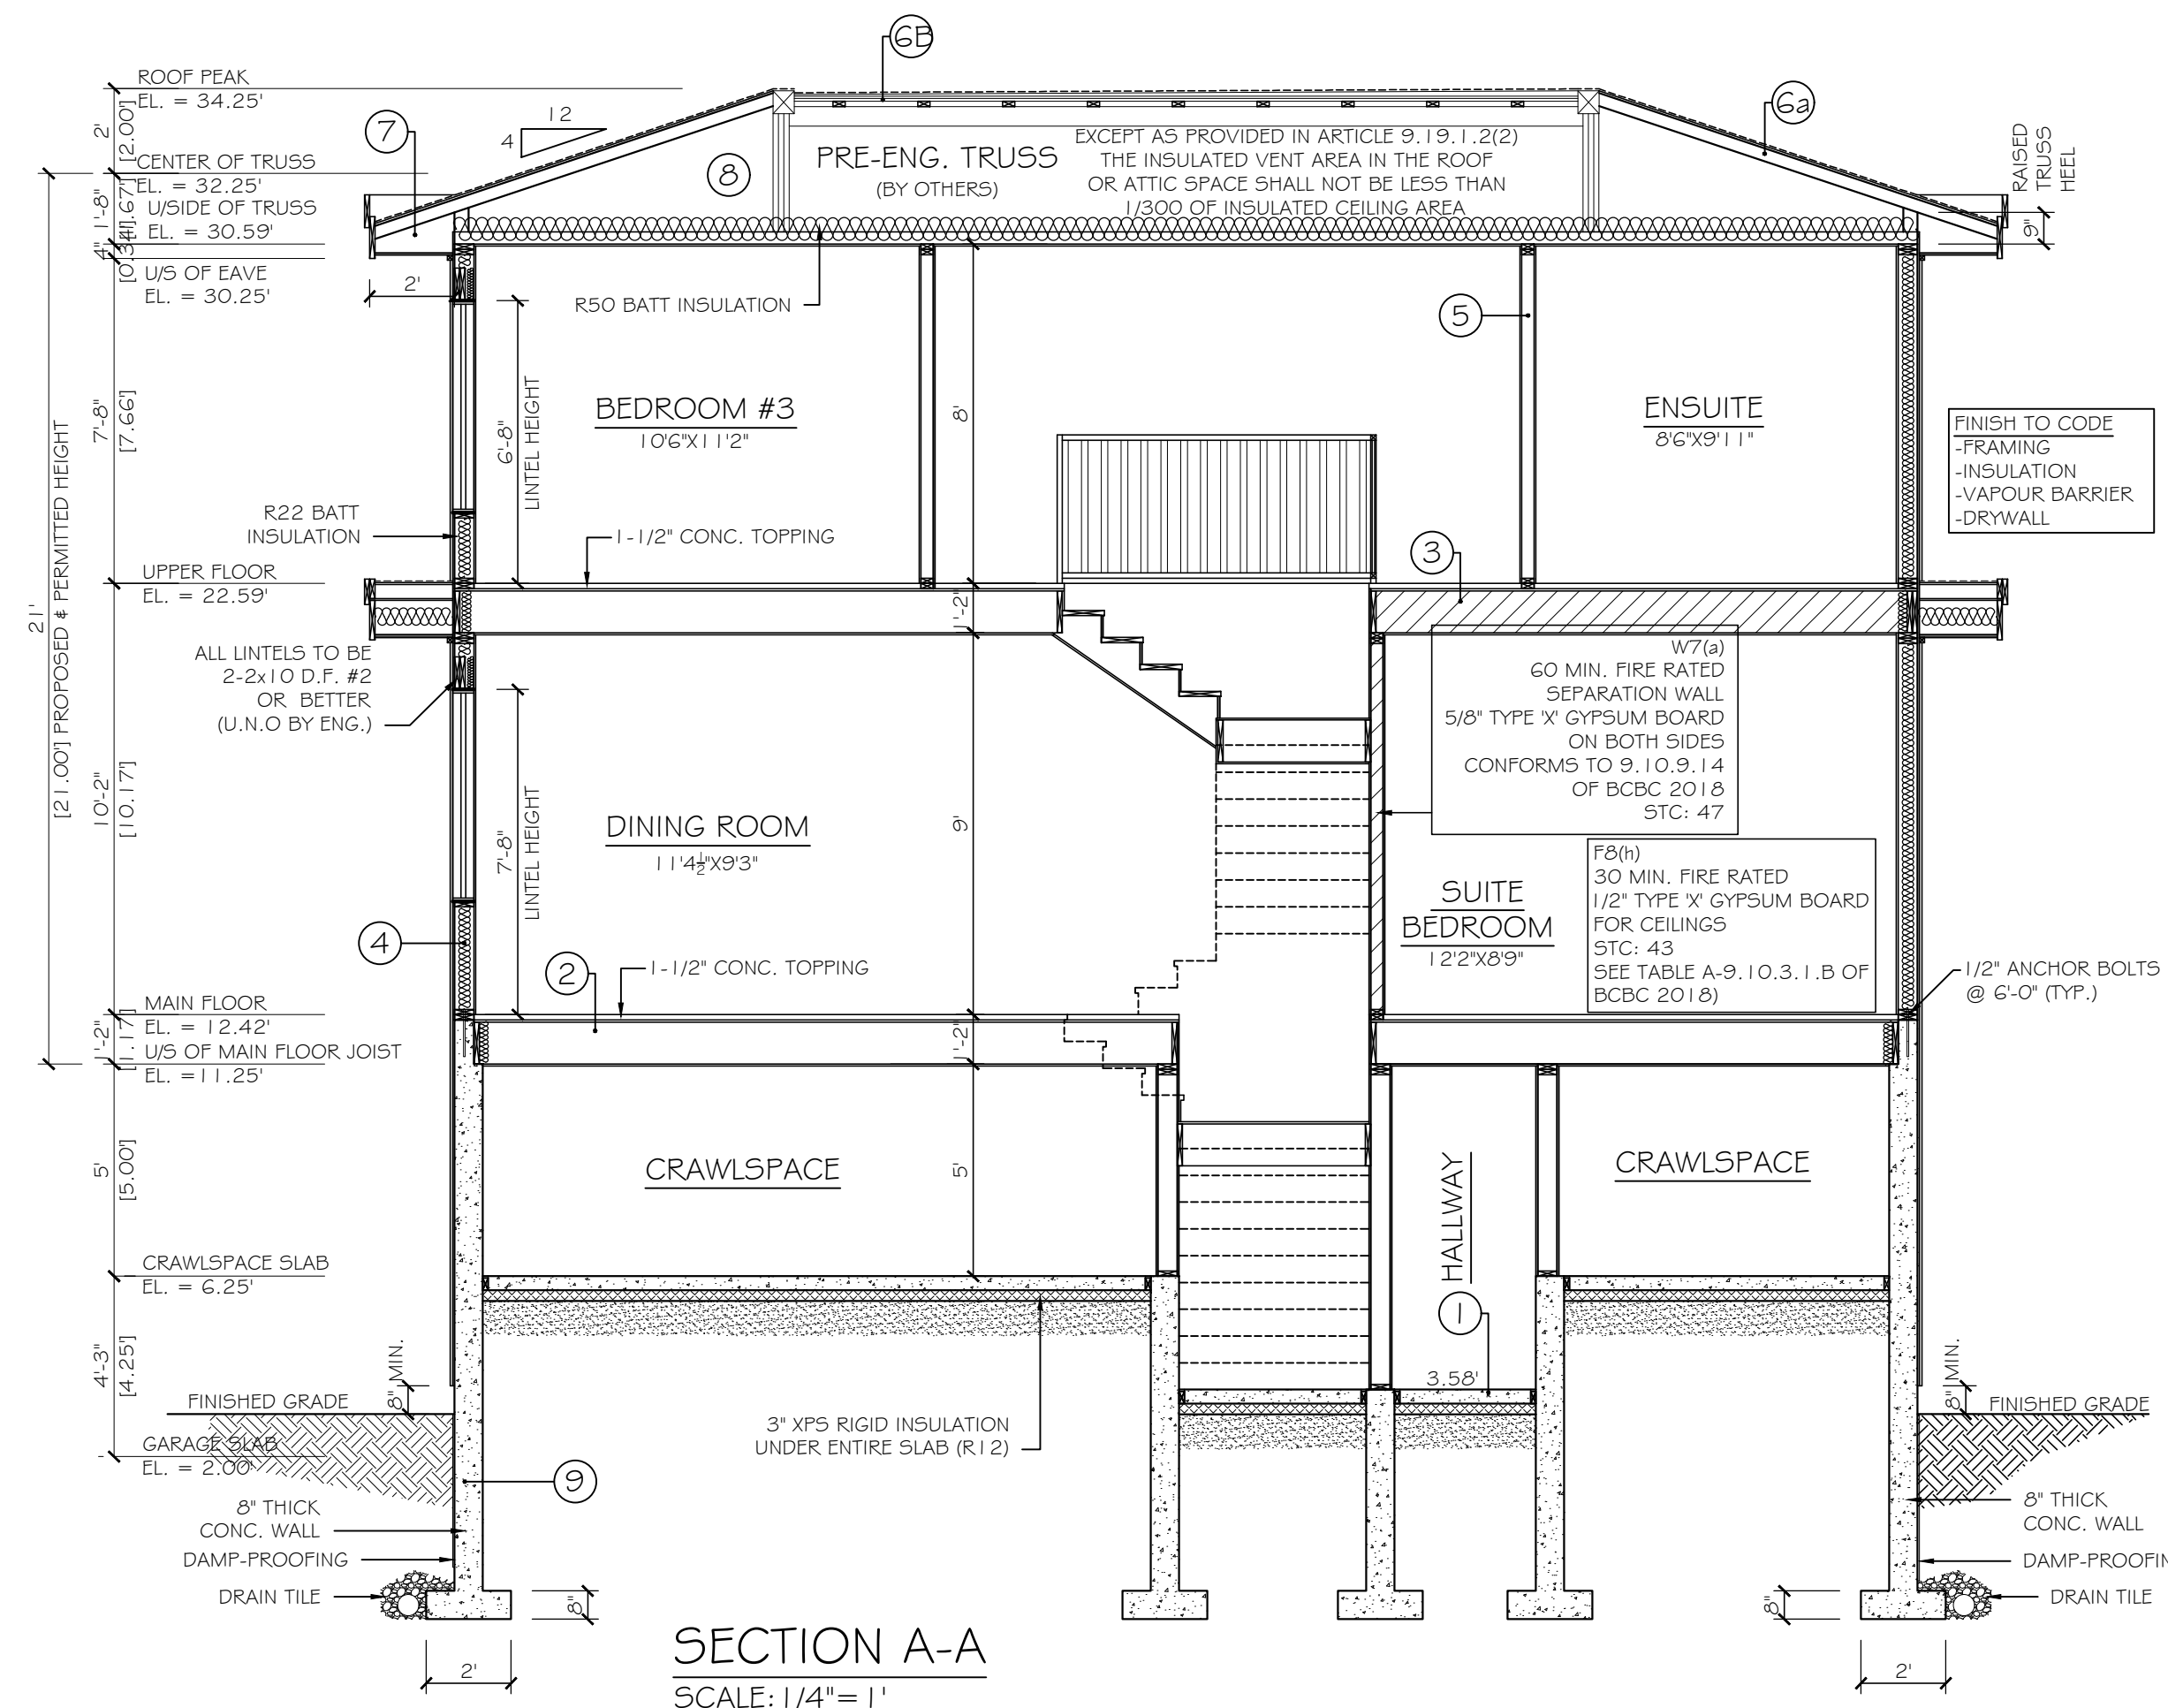 6B
ROOF PEAK
EL. = 34.25'
2'
[2.00']
7
12
4
6a
CENTER OF TRUSS
EL. = 32.25'
1'-8"
[1.67']
U/SIDE OF TRUSS
EL. = 30.59'
4"
[0.34']
U/S OF EAVE
EL. = 30.25'
2'
8
PRE-ENG. TRUSS
(BY OTHERS)
EXCEPT AS PROVIDED IN ARTICLE 9.19.1.2(2)
THE INSULATED VENT AREA IN THE ROOF
OR ATTIC SPACE SHALL NOT BE LESS THAN
1/300 OF INSULATED CEILING AREA
RAISED
TRUSS
HEEL
9"
R50 BATT INSULATION
5
7'-8"
[7.66']
6'-8"
LINTEL HEIGHT
BEDROOM #3
10'6"X11'2"
8'
ENSUITE
8'6"X9'11"
FINISH TO CODE
-FRAMING
-INSULATION
-VAPOUR BARRIER
-DRYWALL
21'
[21.00'] PROPOSED & PERMITTED HEIGHT
R22 BATT
INSULATION
1-1/2" CONC. TOPPING
3
UPPER FLOOR
EL. = 22.59'
1'-2"
ALL LINTELS TO BE
2-2x10 D.F. #2
OR BETTER
(U.N.O BY ENG.)
W7(a)
60 MIN. FIRE RATED
SEPARATION WALL
5/8" TYPE 'X' GYPSUM BOARD
ON BOTH SIDES
CONFORMS TO 9.10.9.14
OF BCBC 2018
STC: 47
10'-2"
[10.17']
7'-8"
LINTEL HEIGHT
DINING ROOM
11'4½"X9'3"
9'
SUITE
BEDROOM
12'2"X8'9"
F8(h)
30 MIN. FIRE RATED
1/2" TYPE 'X' GYPSUM BOARD
FOR CEILINGS
STC: 43
SEE TABLE A-9.10.3.1.B OF
BCBC 2018)
4
2
1-1/2" CONC. TOPPING
1/2" ANCHOR BOLTS
@ 6'-0" (TYP.)
MAIN FLOOR
EL. = 12.42'
1'-2"
[1.17']
1'-2"
U/S OF MAIN FLOOR JOIST
EL. =11.25'
5'
[5.00']
CRAWLSPACE
5'
HALLWAY
CRAWLSPACE
CRAWLSPACE SLAB
EL. = 6.25'
1
4'-3"
[4.25']
8" MIN.
3.58'
8" MIN.
FINISHED GRADE
FINISHED GRADE
3" XPS RIGID INSULATION
UNDER ENTIRE SLAB (R12)
GARAGE SLAB
EL. = 2.00'
9
8" THICK
CONC. WALL
DAMP-PROOFING
DRAIN TILE
8"
2'
8" THICK
CONC. WALL
DAMP-PROOFIN
DRAIN TILE
8"
2'
SECTION A-A
SCALE: 1/4"= 1'